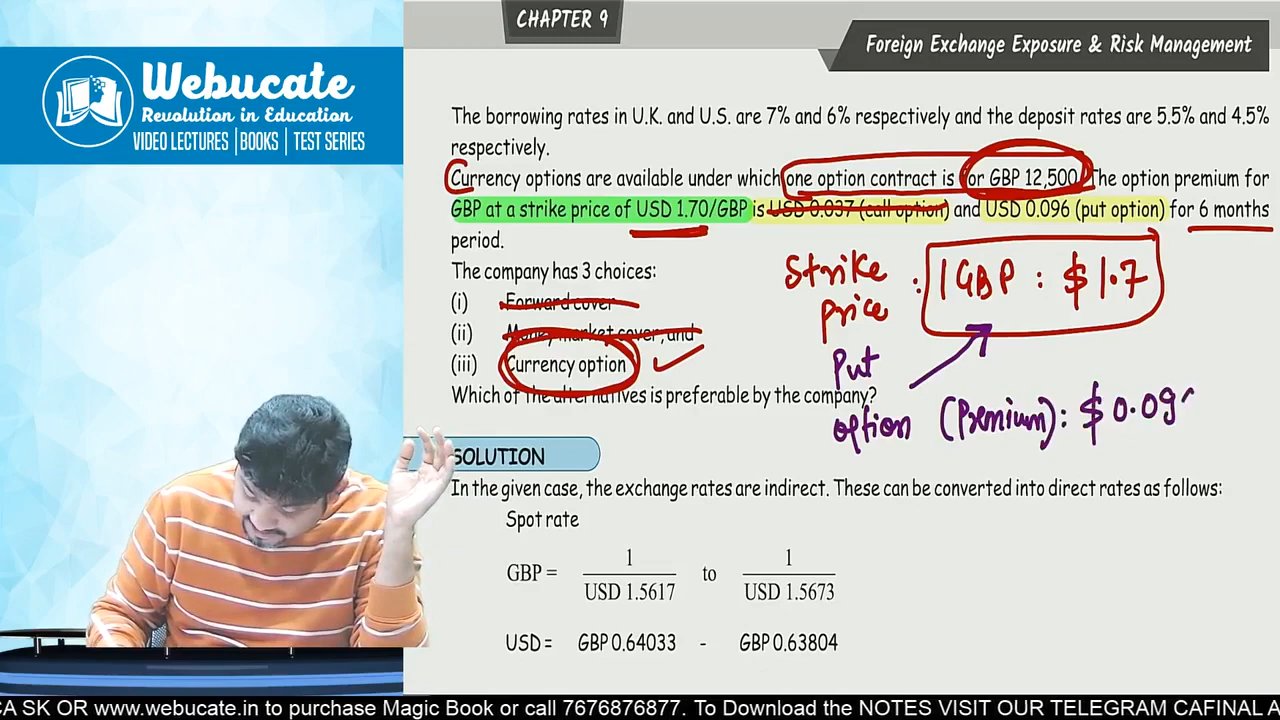 CHAPTER 9
Foreign Exchange Exposure & Risk Management
Webucate
Revolution in Education
VIDEO LECTURES | BOOKS | TEST SERIES
The borrowing rates in U.K. and U.S. are 7% and 6% respectively and the deposit rates are 5.5% and 4.5%
respectively.
Currency options are available under which one option contract is for GBP 12,500. The option premium for
GBP at a strike price of USD 1.70/GBP is USD 0.037 (call option) and USD 0.096 (put option) for 6 months
period.
The company has 3 choices:
(i) Forward cover
(ii) Money market cover, and
(iii) Currency option
Which of the alternatives is preferable by the company?
Strike price : 1 GBP : $ 1.7
Put option (Premium): $ 0.09
SOLUTION
In the given case, the exchange rates are indirect. These can be converted into direct rates as follows:
Spot rate
GBP = 1 / USD 1.5617 to 1 / USD 1.5673
USD = GBP 0.64033 - GBP 0.63804
CA SK OR www.webucate.in to purchase Magic Book or call 7676876877. To Download the NOTES VISIT OUR TELEGRAM CAFINAL A